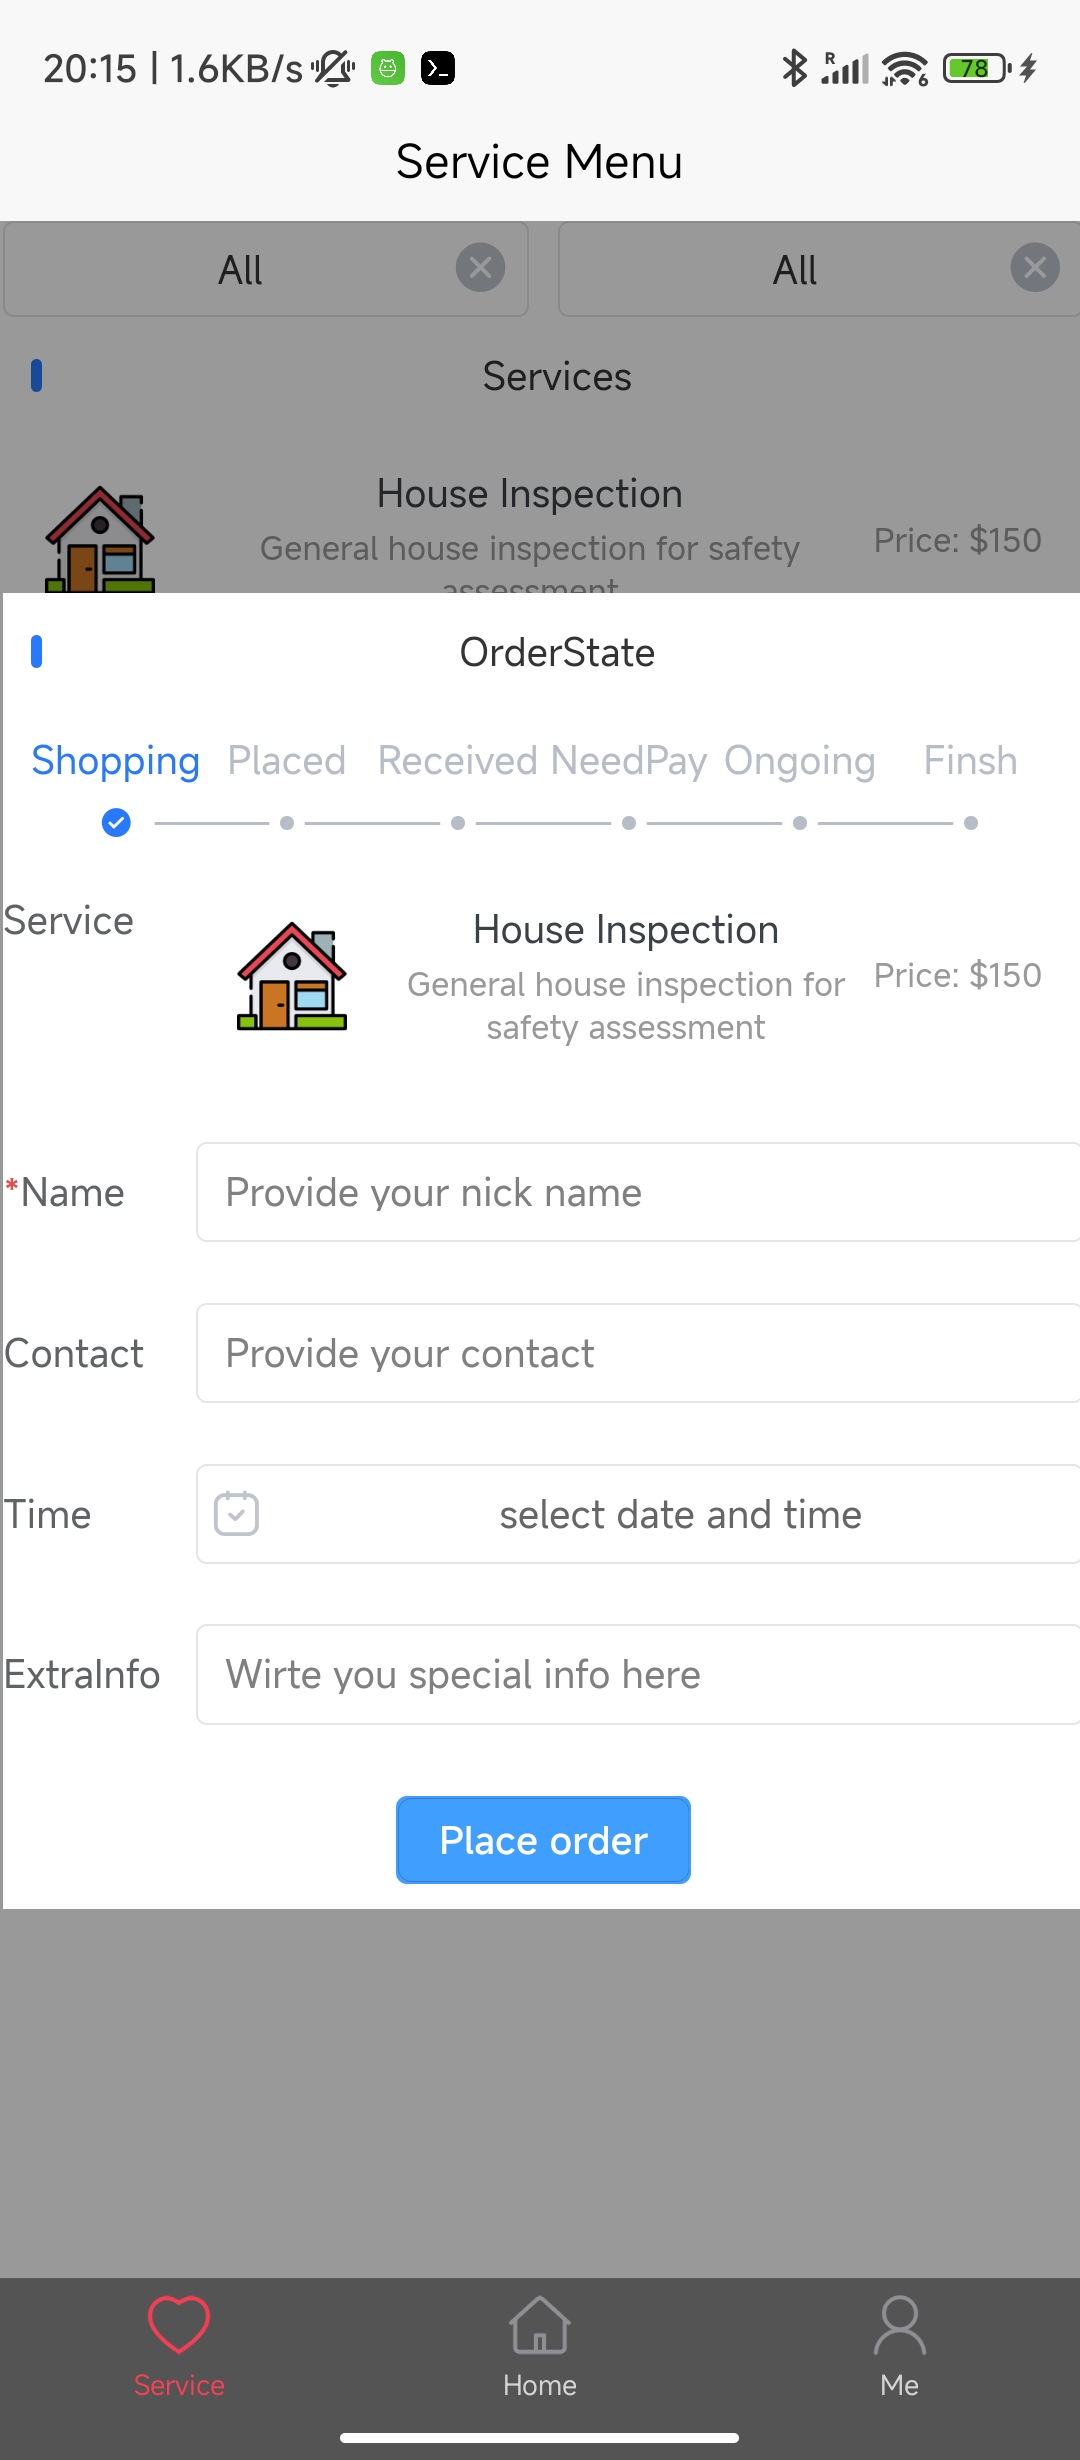 20:15 | 1.6KB/s
R
6
78
Service Menu
All
All
Services
House Inspection
General house inspection for safety
assessment
Price: $150
OrderState
Shopping Placed Received NeedPay Ongoing Finsh
Service
House Inspection
General house inspection for
safety assessment
Price: $150
*Name
Provide your nick name
Contact
Provide your contact
Time
select date and time
ExtraInfo
Wirte you special info here
Place order
Service
Home
Me